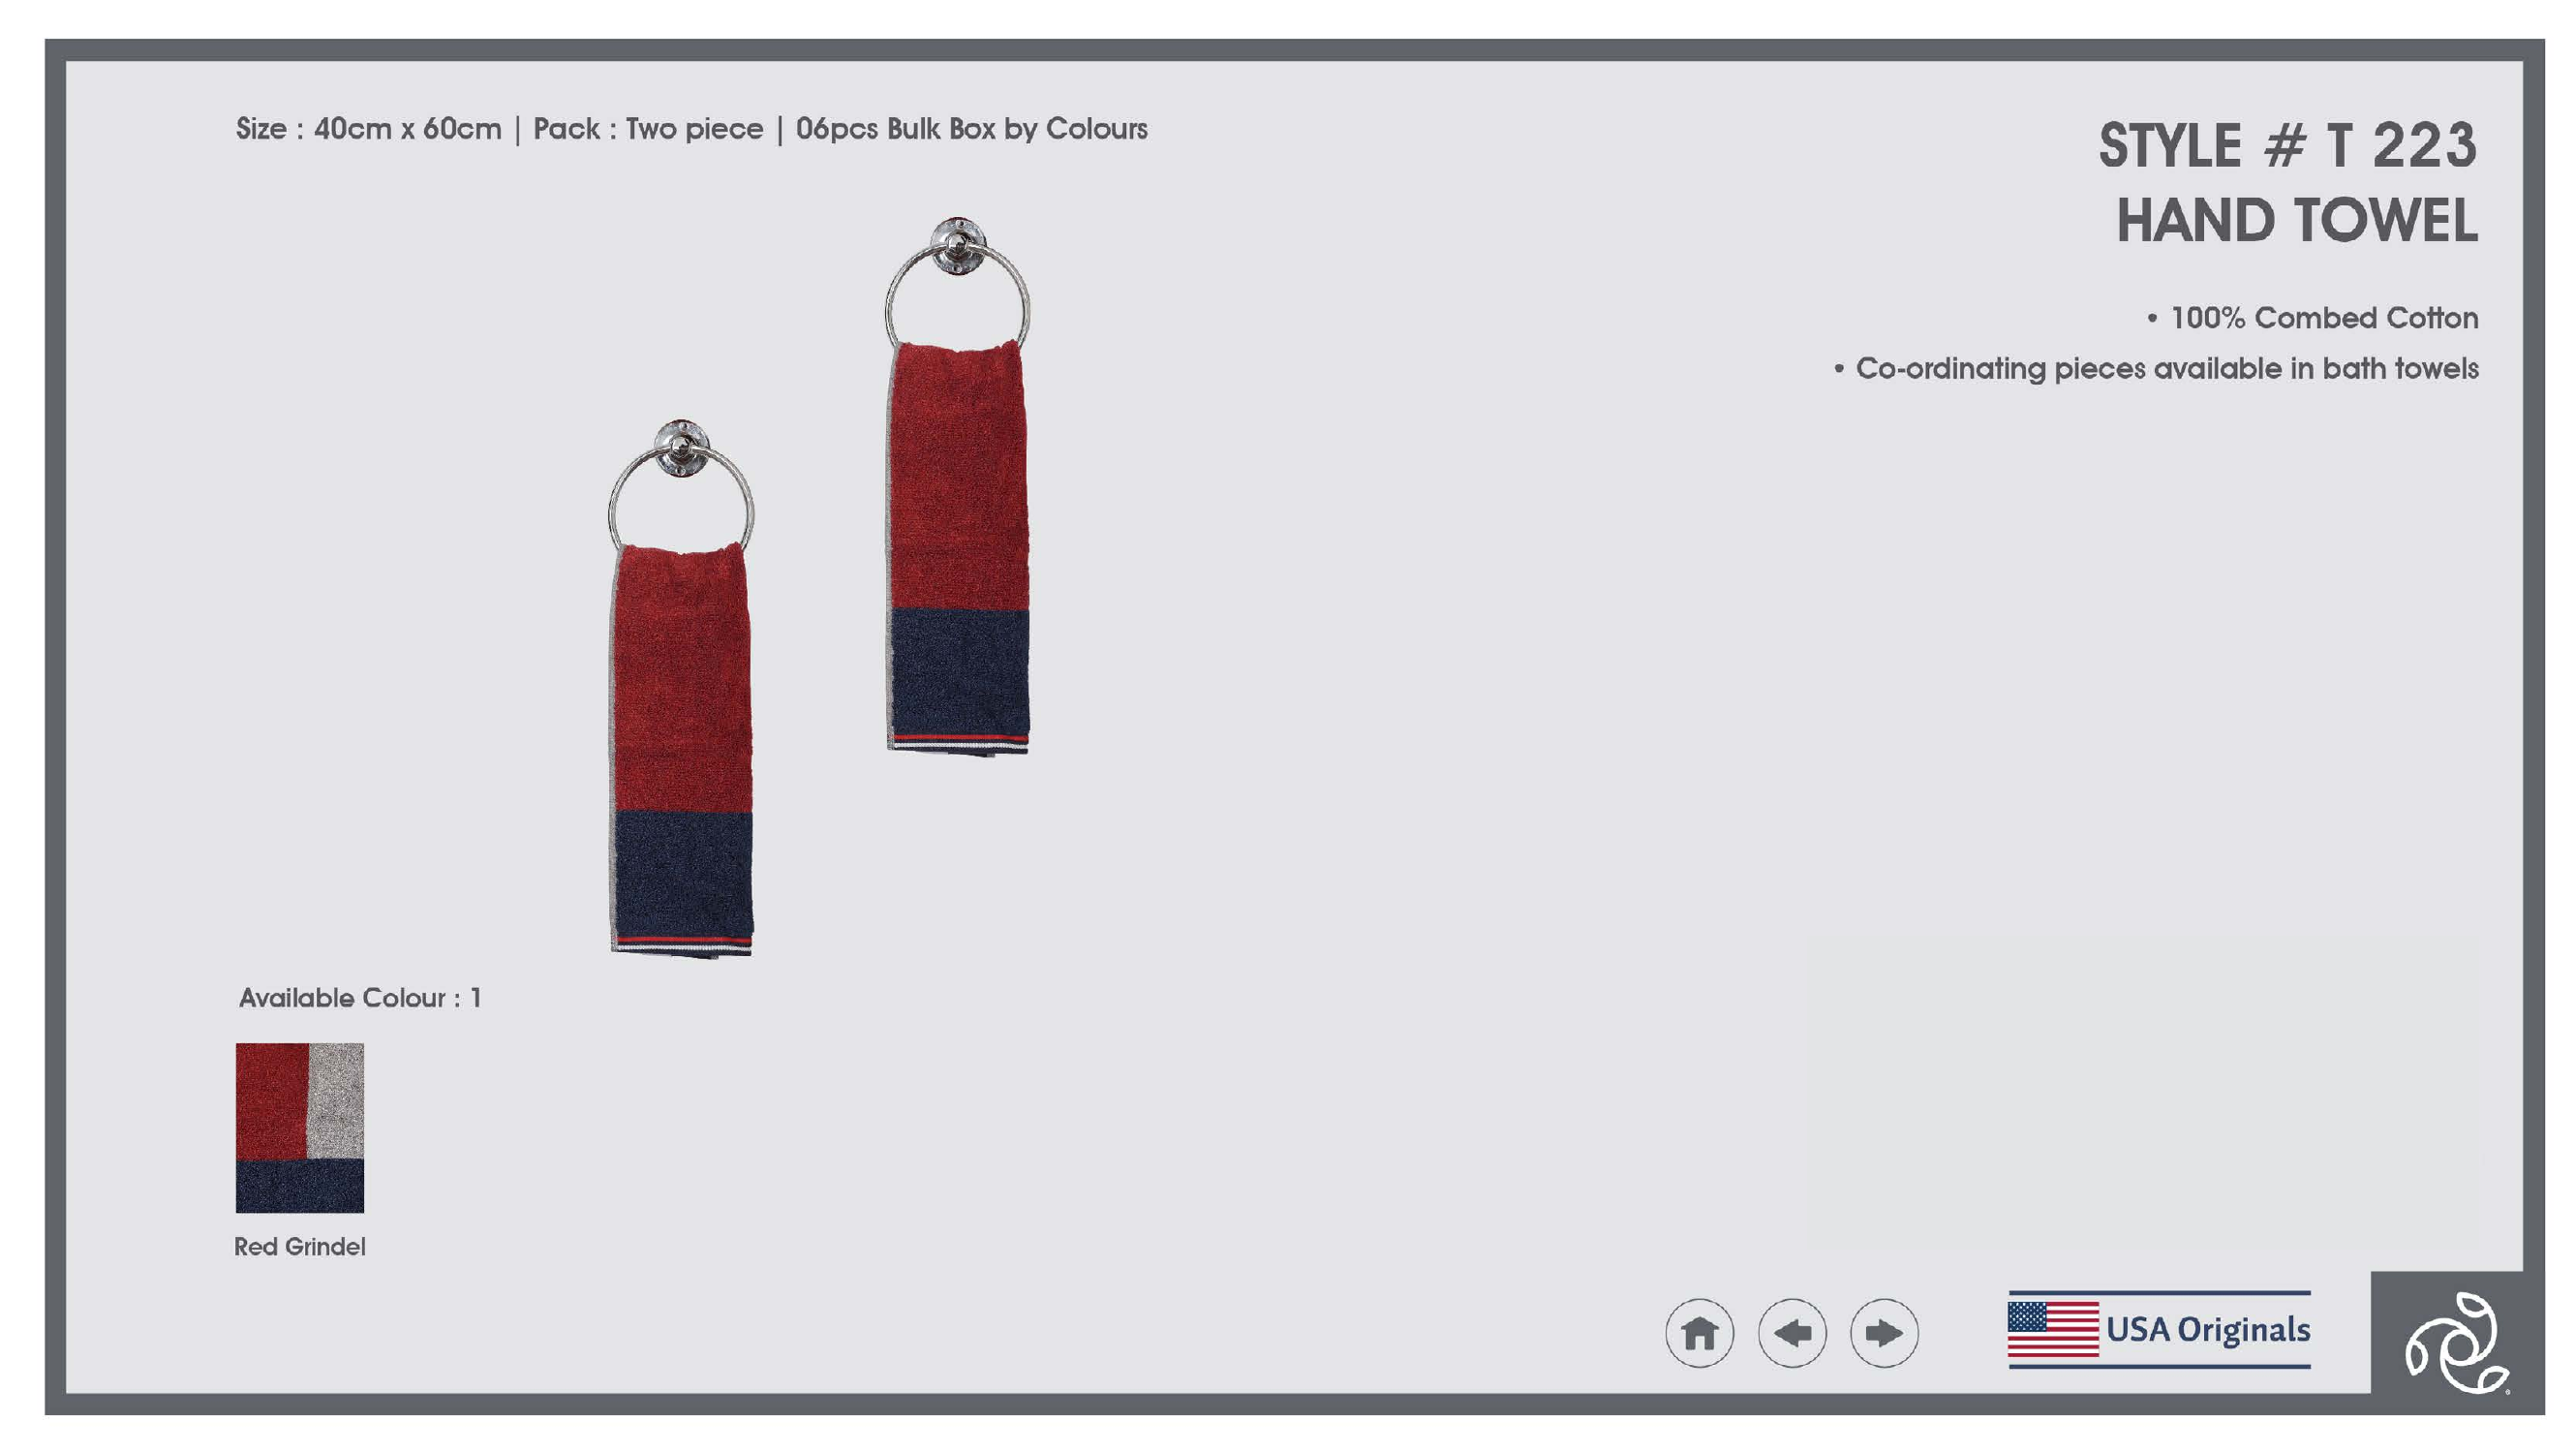 Size : 40cm x 60cm | Pack : Two piece | 06pcs Bulk Box by Colours
STYLE # T 223
HAND TOWEL
• 100% Combed Cotton
• Co-ordinating pieces available in bath towels
Available Colour : 1
Red Grindel
USA Originals